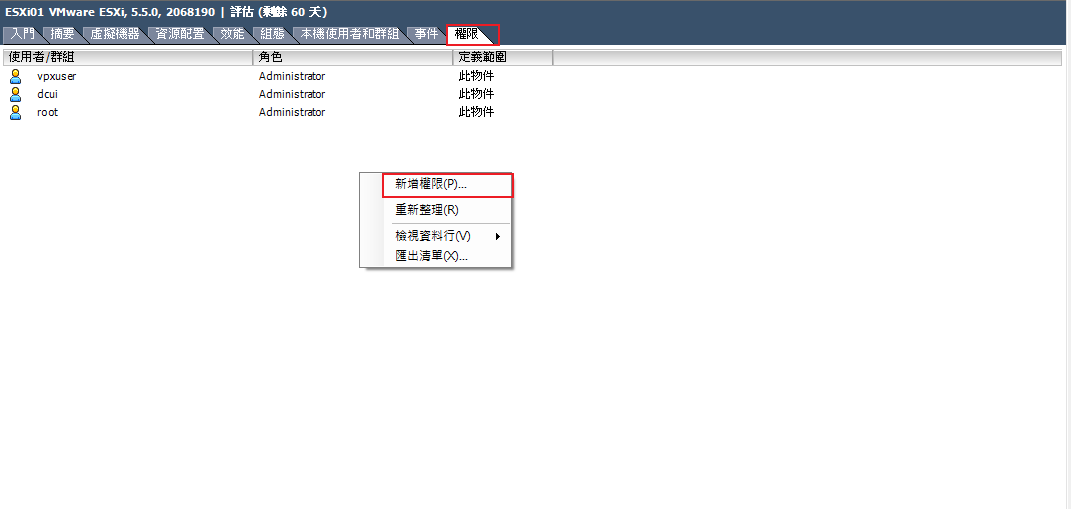 ESXi01 VMware ESXi, 5.5.0, 2068190 | 評估 (剩餘 60 天)
入門 摘要 虛擬機器 資源配置 效能 組態 本機使用者和群組 事件 權限
使用者/群組 角色 定義範圍
vpxuser Administrator 此物件
dcui Administrator 此物件
root Administrator 此物件
新增權限(P)...
重新整理(R)
檢視資料行(V)
匯出清單(X)...